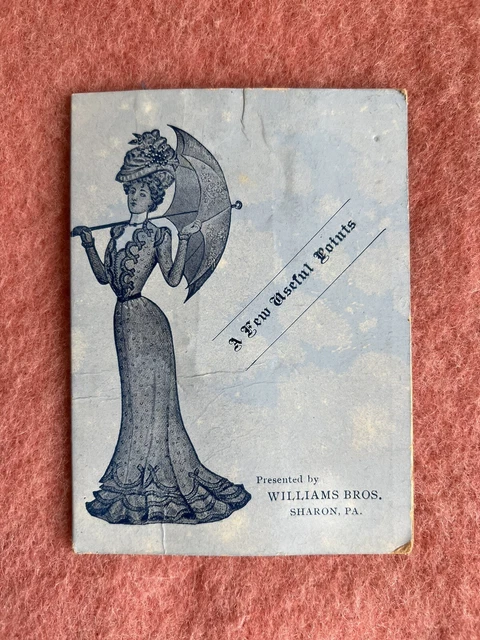 A Few Useful Points
Presented by
WILLIAMS BROS.
SHARON, PA.